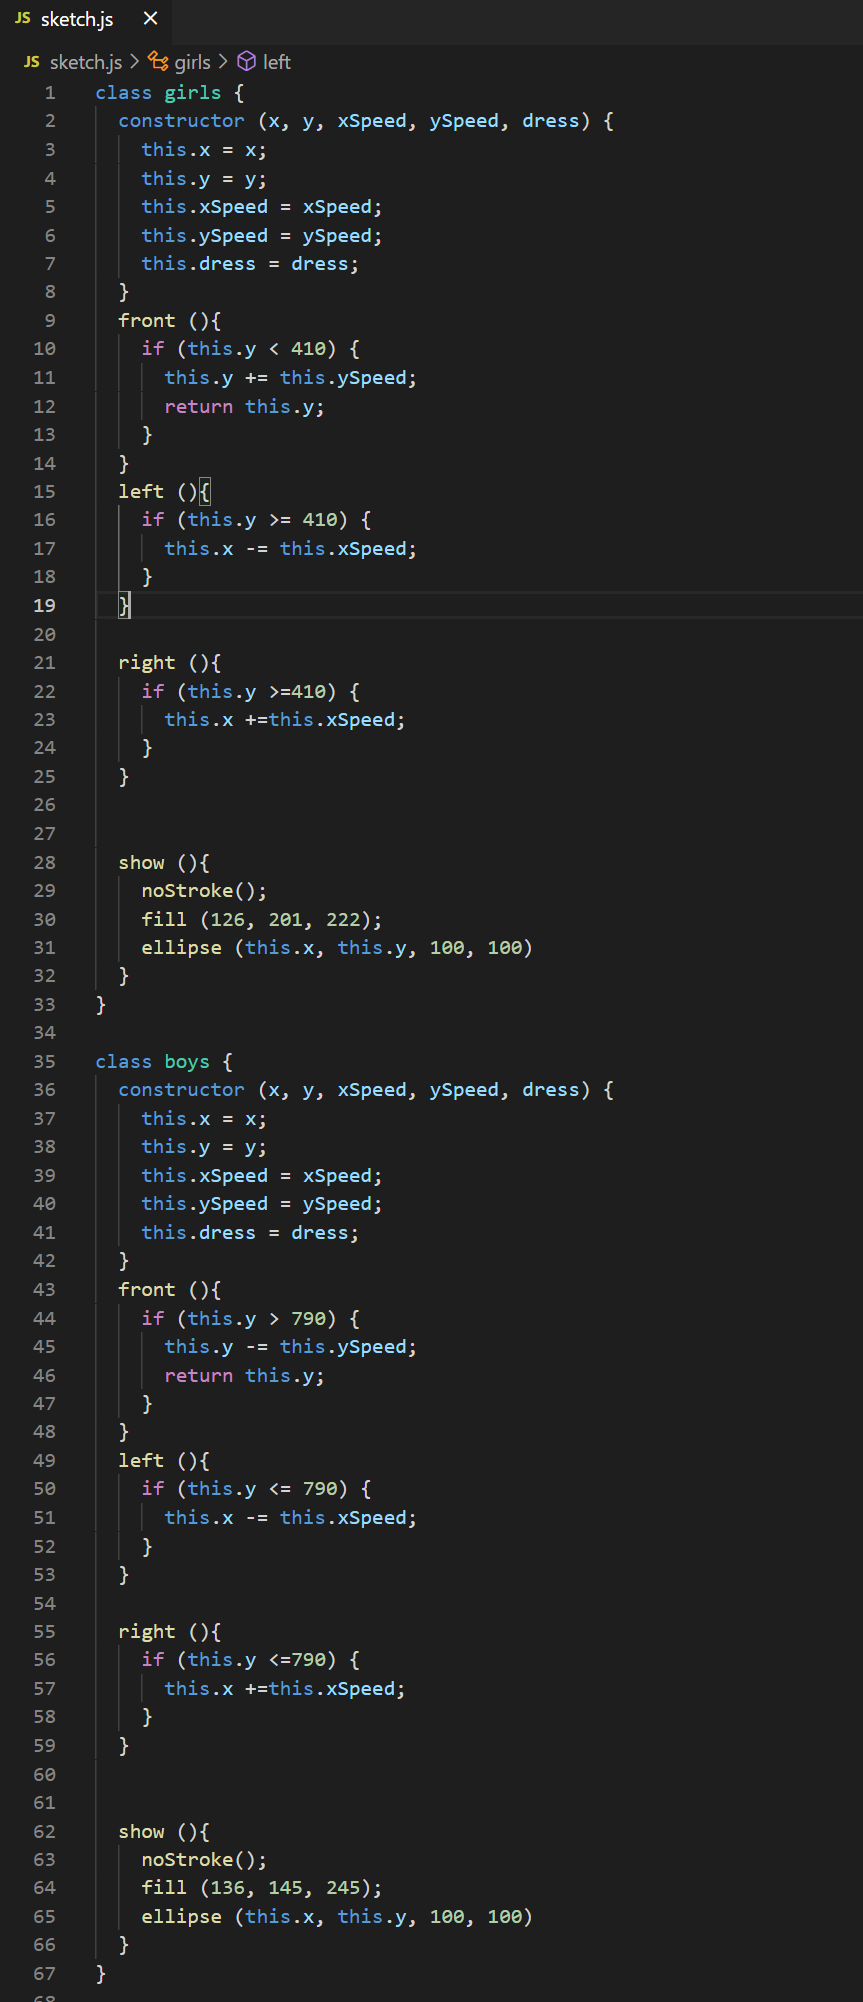 JS sketch.js ×
JS sketch.js > girls > left
1 class girls {
2 constructor (x, y, xSpeed, ySpeed, dress) {
3 this.x = x;
4 this.y = y;
5 this.xSpeed = xSpeed;
6 this.ySpeed = ySpeed;
7 this.dress = dress;
8 }
9 front (){
10 if (this.y < 410) {
11 this.y += this.ySpeed;
12 return this.y;
13 }
14 }
15 left (){
16 if (this.y >= 410) {
17 this.x -= this.xSpeed;
18 }
19 }
20
21 right (){
22 if (this.y >=410) {
23 this.x +=this.xSpeed;
24 }
25 }
26
27
28 show (){
29 noStroke();
30 fill (126, 201, 222);
31 ellipse (this.x, this.y, 100, 100)
32 }
33 }
34
35 class boys {
36 constructor (x, y, xSpeed, ySpeed, dress) {
37 this.x = x;
38 this.y = y;
39 this.xSpeed = xSpeed;
40 this.ySpeed = ySpeed;
41 this.dress = dress;
42 }
43 front (){
44 if (this.y > 790) {
45 this.y -= this.ySpeed;
46 return this.y;
47 }
48 }
49 left (){
50 if (this.y <= 790) {
51 this.x -= this.xSpeed;
52 }
53 }
54
55 right (){
56 if (this.y <=790) {
57 this.x +=this.xSpeed;
58 }
59 }
60
61
62 show (){
63 noStroke();
64 fill (136, 145, 245);
65 ellipse (this.x, this.y, 100, 100)
66 }
67 }
68